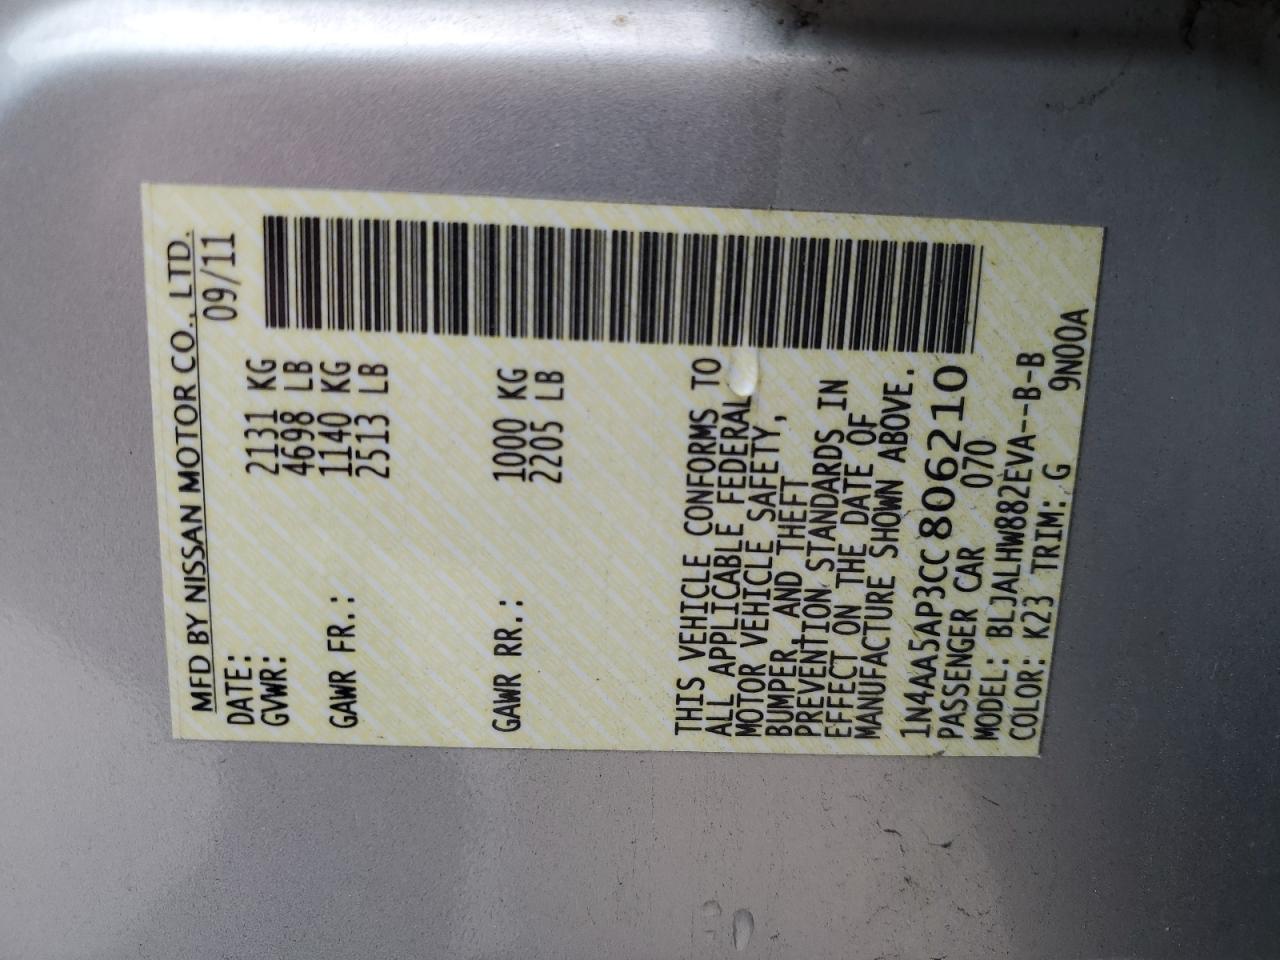 MFD BY NISSAN MOTOR CO., LTD.
DATE: 09/11
GVWR: 2131 KG
4698 LB
GAWR FR.: 1140 KG
2513 LB
GAWR RR.: 1000 KG
2205 LB
THIS VEHICLE CONFORMS TO
ALL APPLICABLE FEDERAL
MOTOR VEHICLE SAFETY,
BUMPER, AND THEFT
PREVENTION STANDARDS IN
EFFECT ON THE DATE OF
MANUFACTURE SHOWN ABOVE.
1N4AA5AP3CC806210
PASSENGER CAR 070
MODEL: BLJALHW882EVA--B-B
COLOR: K23 TRIM: G 9N00A